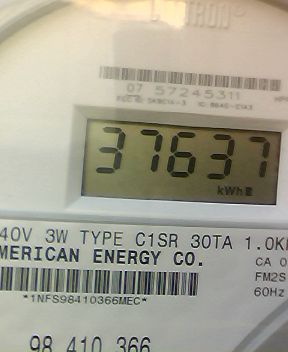 ITRON®
07 57245311
37637
kWh
40V 3W TYPE C1SR 30TA 1.0K
MERICAN ENERGY CO.
CA 0
FM2S
60Hz
*1NFS98410366MEC*
98 410 366